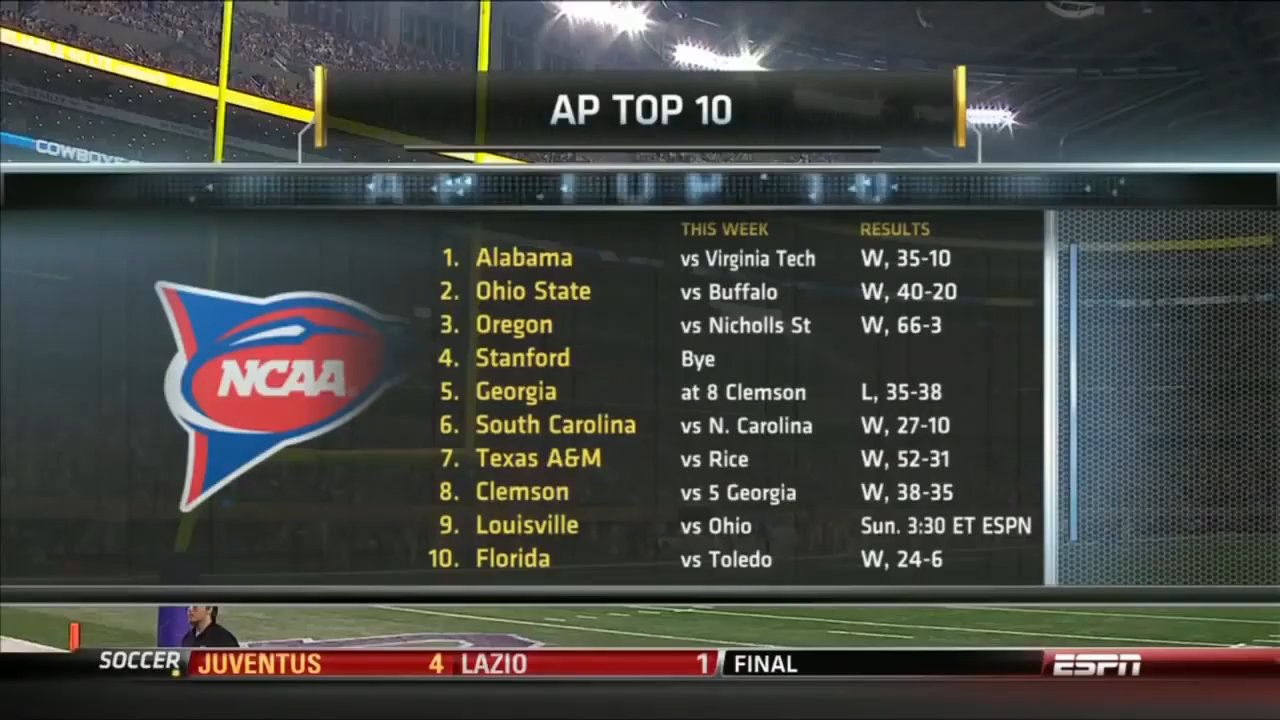 AP TOP 10
COWBOYS
AP TOP 10
THIS WEEK RESULTS
1. Alabama vs Virginia Tech W, 35-10
2. Ohio State vs Buffalo W, 40-20
3. Oregon vs Nicholls St W, 66-3
4. Stanford Bye
5. Georgia at 8 Clemson L, 35-38
6. South Carolina vs N. Carolina W, 27-10
7. Texas A&M vs Rice W, 52-31
8. Clemson vs 5 Georgia W, 38-35
9. Louisville vs Ohio Sun. 3:30 ET ESPN
10. Florida vs Toledo W, 24-6
NCAA
SOCCER JUVENTUS 4 LAZIO 1 FINAL ESPN